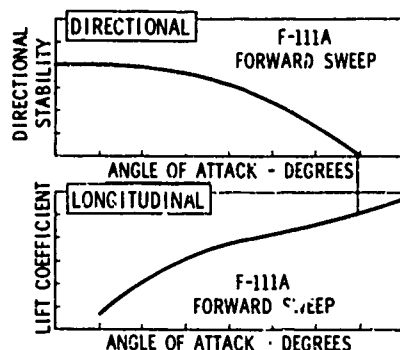 DIRECTIONAL
F-111A
FORWARD SWEEP
DIRECTIONAL
STABILITY
ANGLE OF ATTACK - DEGREES
LONGITUDINAL
LIFT COEFFICIENT
F-111A
FORWARD SWEEP
ANGLE OF ATTACK - DEGREES